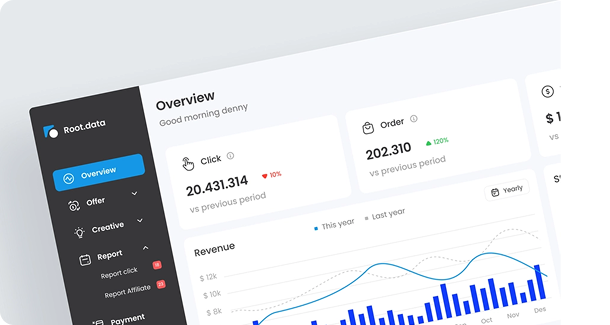 Root.data
Overview
Offer
Creative
Report
Report click
Report Affiliate
Payment
Overview
Good morning denny
Click
20.431.314
10%
vs previous period
Order
202.310
120%
vs previous period
$ 1
vs
Revenue
This year
Last year
Yearly
$ 12k
$ 10k
$ 8k
Oct
Nov
Des